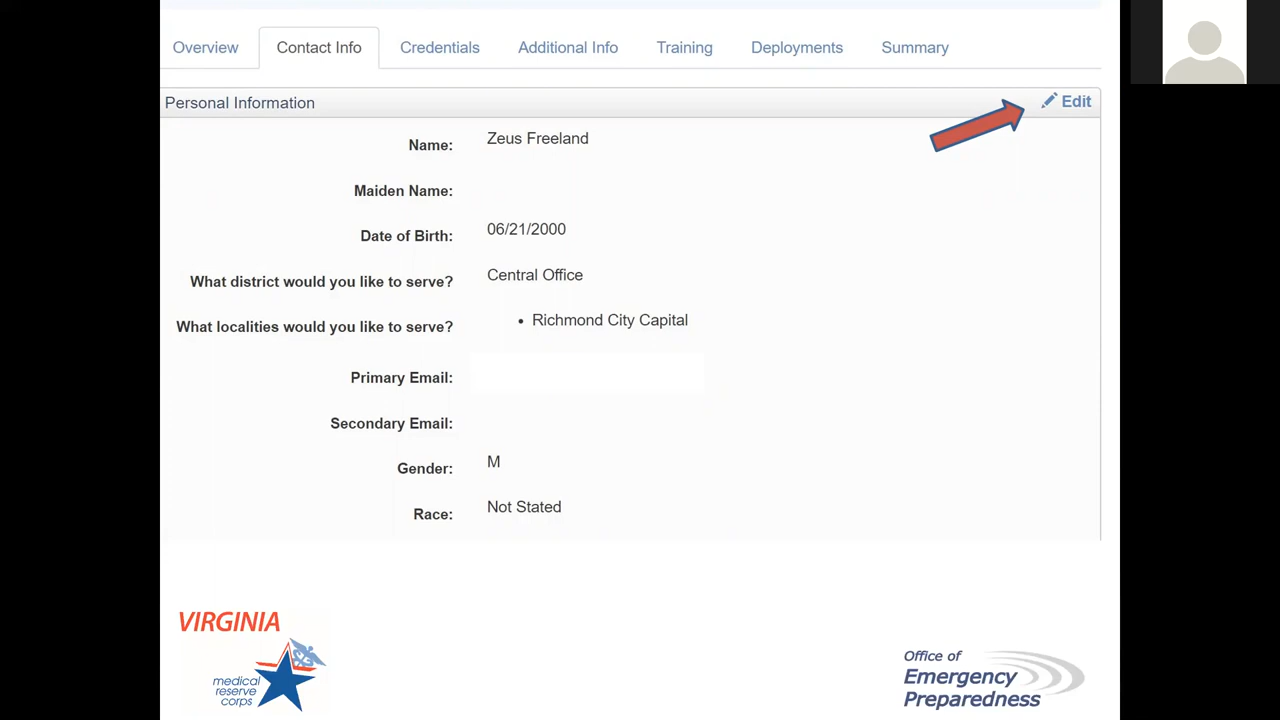 Overview Contact Info Credentials Additional Info Training Deployments Summary
Personal Information Edit
Name: Zeus Freeland
Maiden Name:
Date of Birth: 06/21/2000
What district would you like to serve? Central Office
What localities would you like to serve? • Richmond City Capital
Primary Email:
Secondary Email:
Gender: M
Race: Not Stated
VIRGINIA
medical
reserve
corps
Office of
Emergency
Preparedness